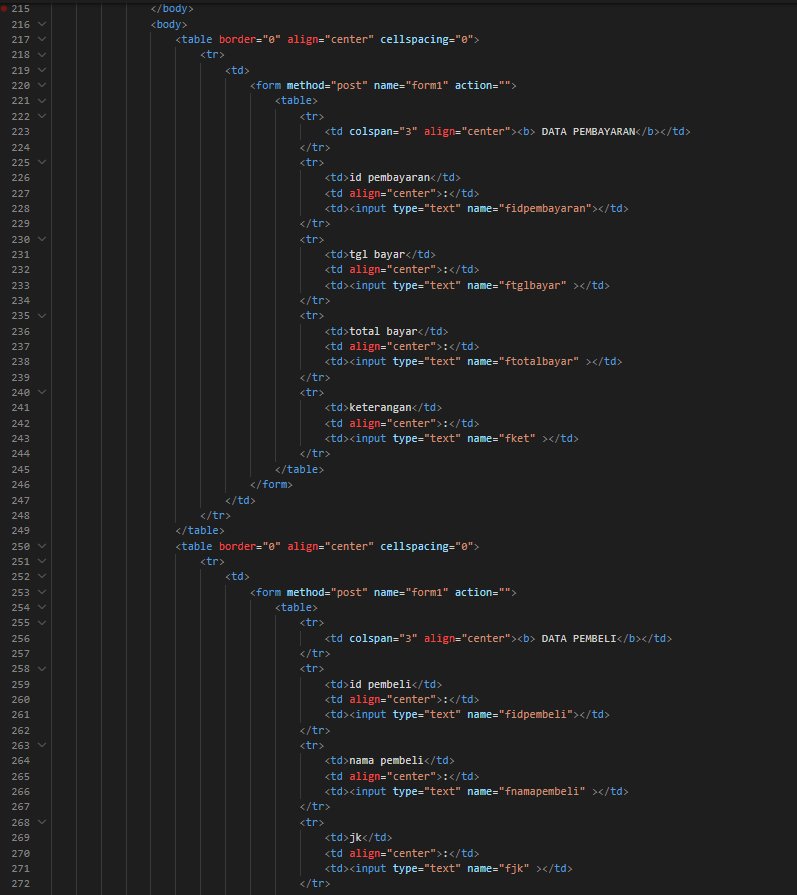 215 </body>
216 <body>
217 <table border="0" align="center" cellspacing="0">
218 <tr>
219 <td>
220 <form method="post" name="form1" action="">
221 <table>
222 <tr>
223 <td colspan="3" align="center"><b> DATA PEMBAYARAN</b></td>
224 </tr>
225 <tr>
226 <td>id pembayaran</td>
227 <td align="center">:</td>
228 <td><input type="text" name="fidpembayaran"></td>
229 </tr>
230 <tr>
231 <td>tgl bayar</td>
232 <td align="center">:</td>
233 <td><input type="text" name="ftglbayar" ></td>
234 </tr>
235 <tr>
236 <td>total bayar</td>
237 <td align="center">:</td>
238 <td><input type="text" name="ftotalbayar" ></td>
239 </tr>
240 <tr>
241 <td>keterangan</td>
242 <td align="center">:</td>
243 <td><input type="text" name="fket" ></td>
244 </tr>
245 </table>
246 </form>
247 </td>
248 </tr>
249 </table>
250 <table border="0" align="center" cellspacing="0">
251 <tr>
252 <td>
253 <form method="post" name="form1" action="">
254 <table>
255 <tr>
256 <td colspan="3" align="center"><b> DATA PEMBELI</b></td>
257 </tr>
258 <tr>
259 <td>id pembeli</td>
260 <td align="center">:</td>
261 <td><input type="text" name="fidpembeli"></td>
262 </tr>
263 <tr>
264 <td>nama pembeli</td>
265 <td align="center">:</td>
266 <td><input type="text" name="fnamapembeli" ></td>
267 </tr>
268 <tr>
269 <td>jk</td>
270 <td align="center">:</td>
271 <td><input type="text" name="fjk" ></td>
272 </tr>